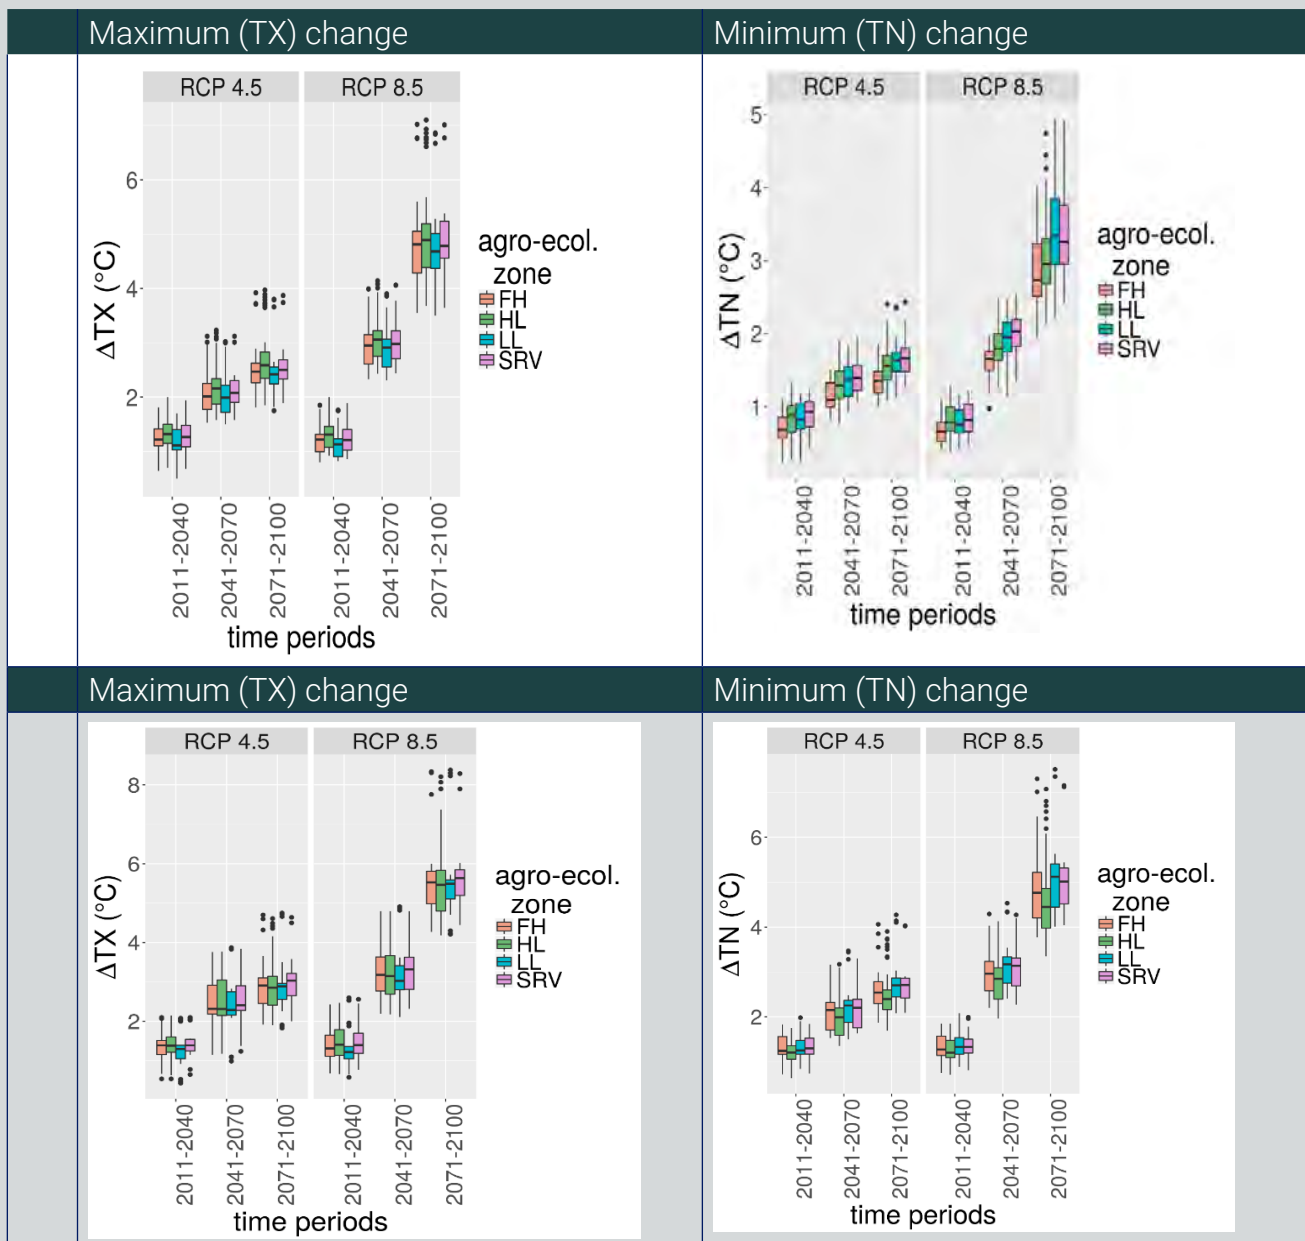 Maximum (TX) change
Minimum (TN) change
RCP 4.5
RCP 8.5
6
4
2
ΔTX (°C)
2011-2040
2041-2070
2071-2100
2011-2040
2041-2070
2071-2100
time periods
agro-ecol.
zone
FH
HL
LL
SRV
RCP 4.5
RCP 8.5
5
4
3
2
1
ΔTN (°C)
2011-2040
2041-2070
2071-2100
2011-2040
2041-2070
2071-2100
time periods
agro-ecol.
zone
FH
HL
LL
SRV
Maximum (TX) change
Minimum (TN) change
RCP 4.5
RCP 8.5
8
6
4
2
ΔTX (°C)
2011-2040
2041-2070
2071-2100
2011-2040
2041-2070
2071-2100
time periods
agro-ecol.
zone
FH
HL
LL
SRV
RCP 4.5
RCP 8.5
6
4
2
ΔTN (°C)
2011-2040
2041-2070
2071-2100
2011-2040
2041-2070
2071-2100
time periods
agro-ecol.
zone
FH
HL
LL
SRV